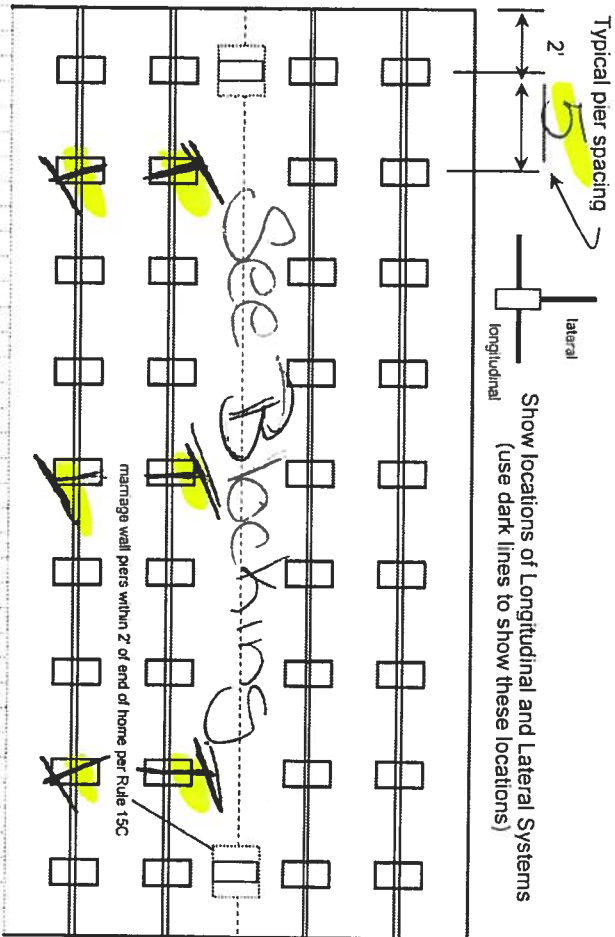 Typical pier spacing
2'
5
lateral
longitudinal
Show locations of Longitudinal and Lateral Systems
(use dark lines to show these locations)
See Blocking
marriage wall piers within 2' of end of home per Rule 15C